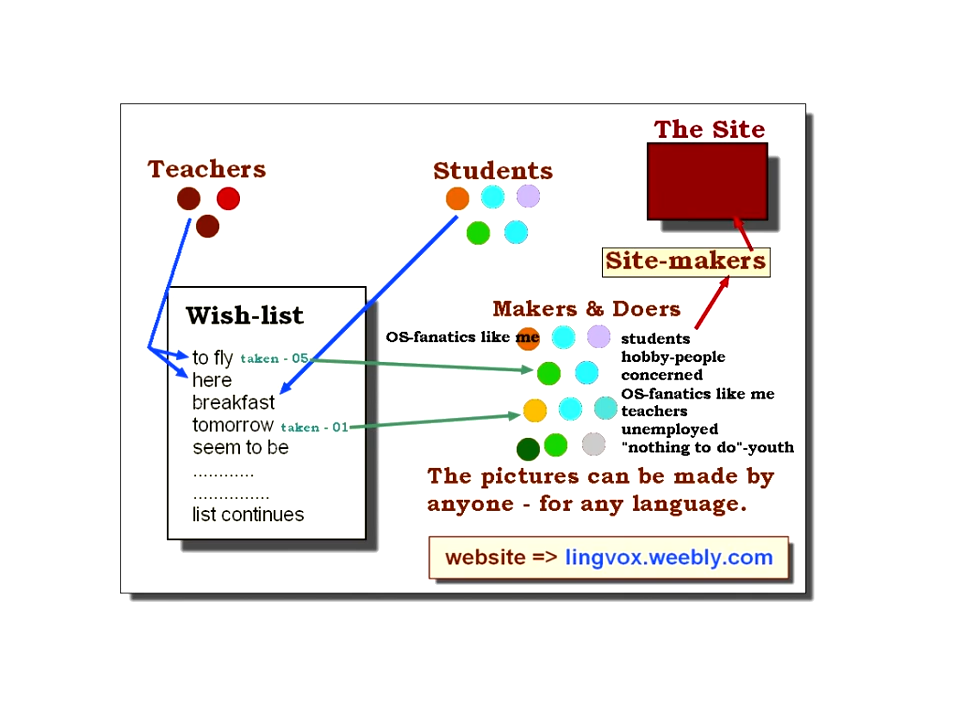 The Site
Teachers
Students
Site-makers
Wish-list
to fly taken - 05
here
breakfast
tomorrow taken - 01
seem to be
............
...............
list continues
Makers & Doers
OS-fanatics like me
students
hobby-people
concerned
OS-fanatics like me
teachers
unemployed
"nothing to do"-youth
The pictures can be made by
anyone - for any language.
website => lingvox.weebly.com